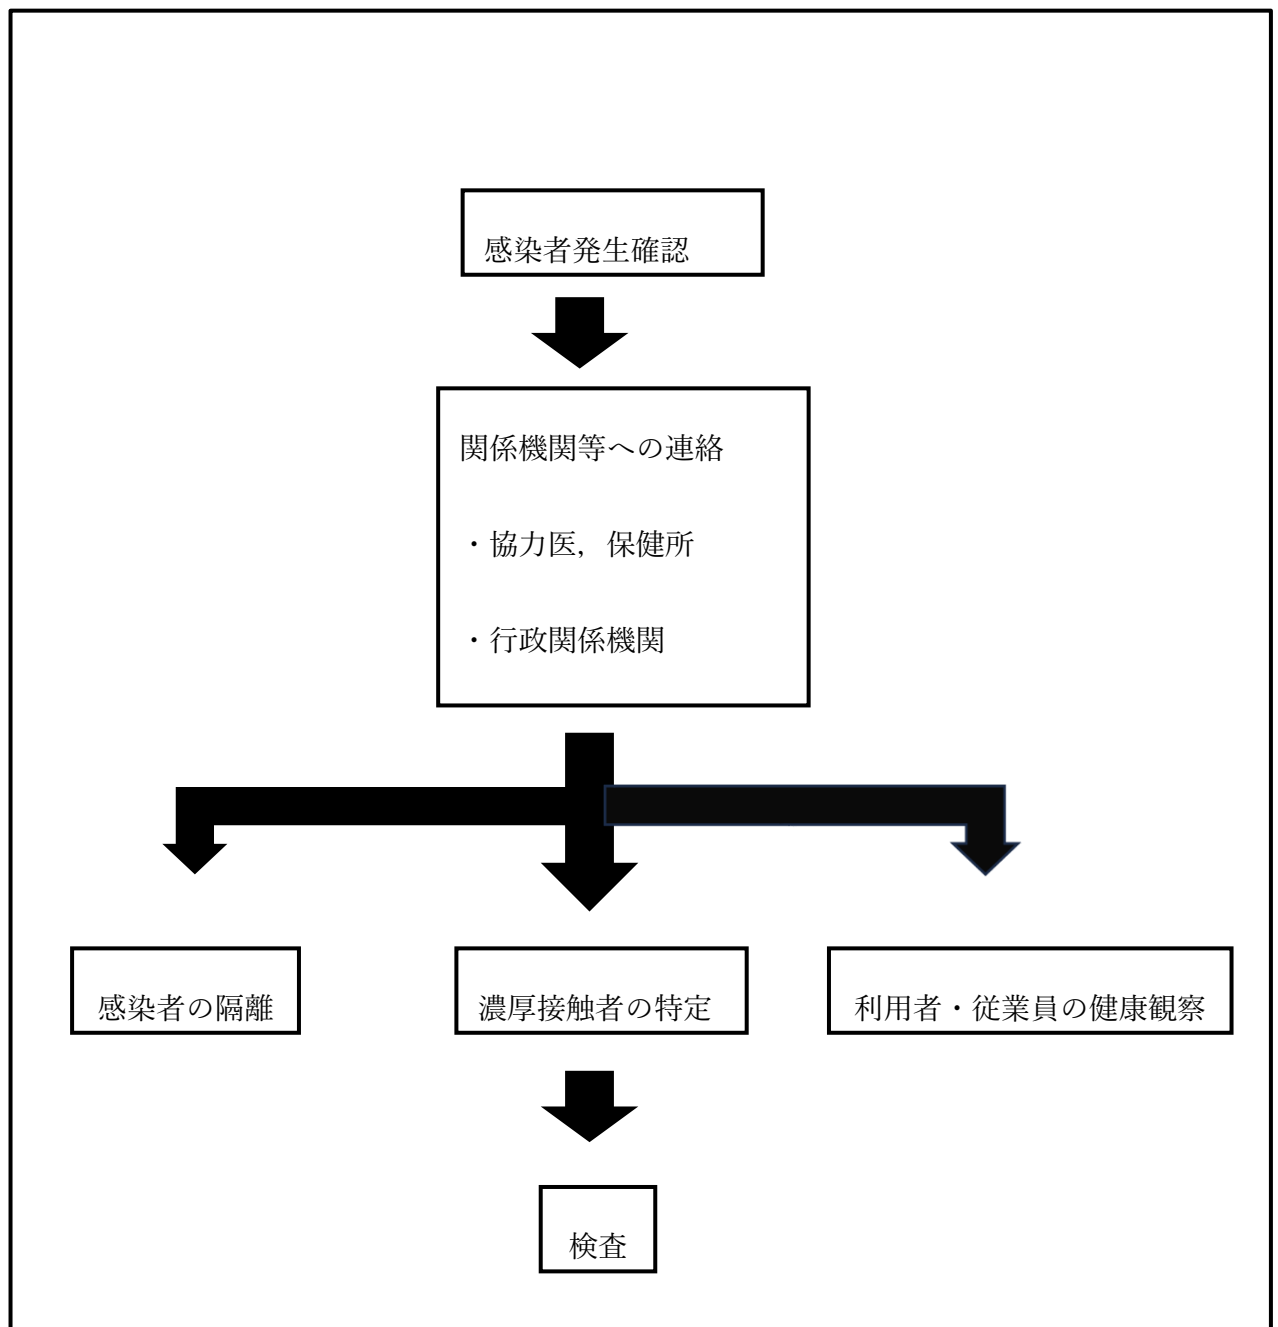 感染者発生確認
関係機関等への連絡
・協力医，保健所
・行政関係機関
感染者の隔離
濃厚接触者の特定
利用者・従業員の健康観察
検査